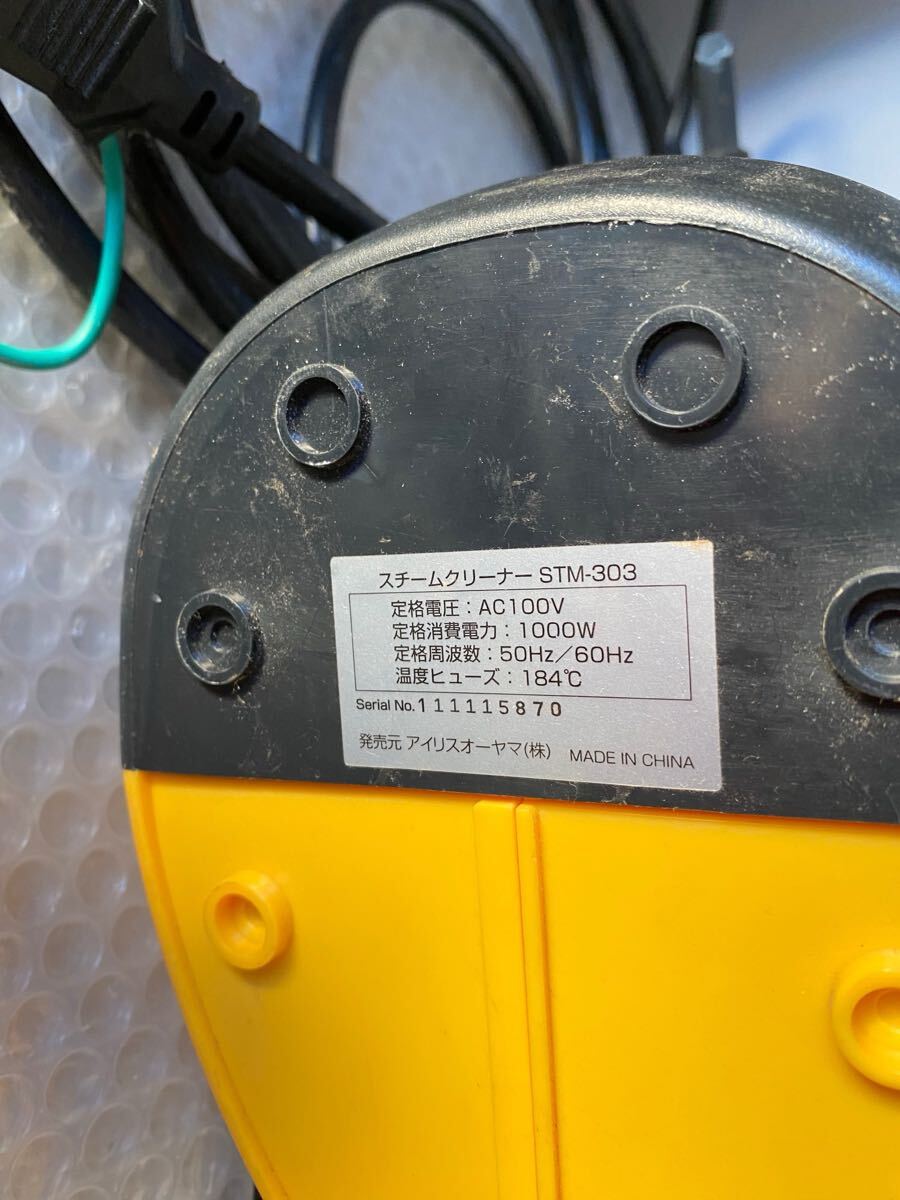 スチームクリーナー STM-303
定格電圧：AC100V
定格消費電力：1000W
定格周波数：50Hz／60Hz
温度ヒューズ：184℃
Serial No.111115870
発売元 アイリスオーヤマ(株) MADE IN CHINA